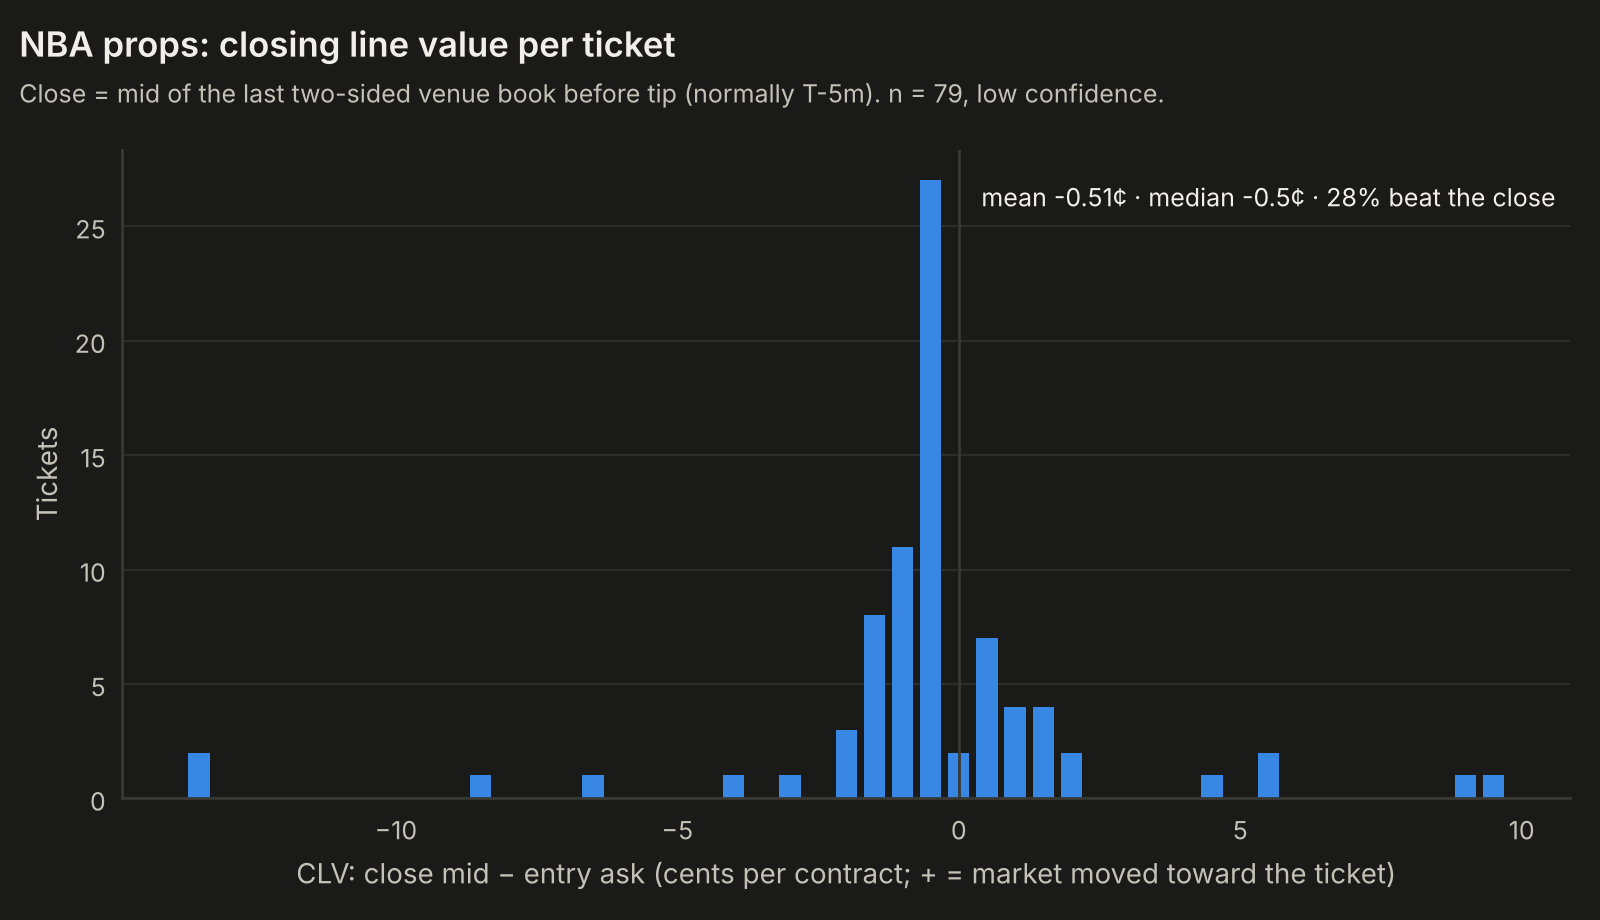 NBA props: closing line value per ticket
Close = mid of the last two-sided venue book before tip (normally T-5m). n = 79, low confidence.
mean -0.51¢ · median -0.5¢ · 28% beat the close
25
20
15
10
5
0
Tickets
−10
−5
0
5
10
CLV: close mid − entry ask (cents per contract; + = market moved toward the ticket)